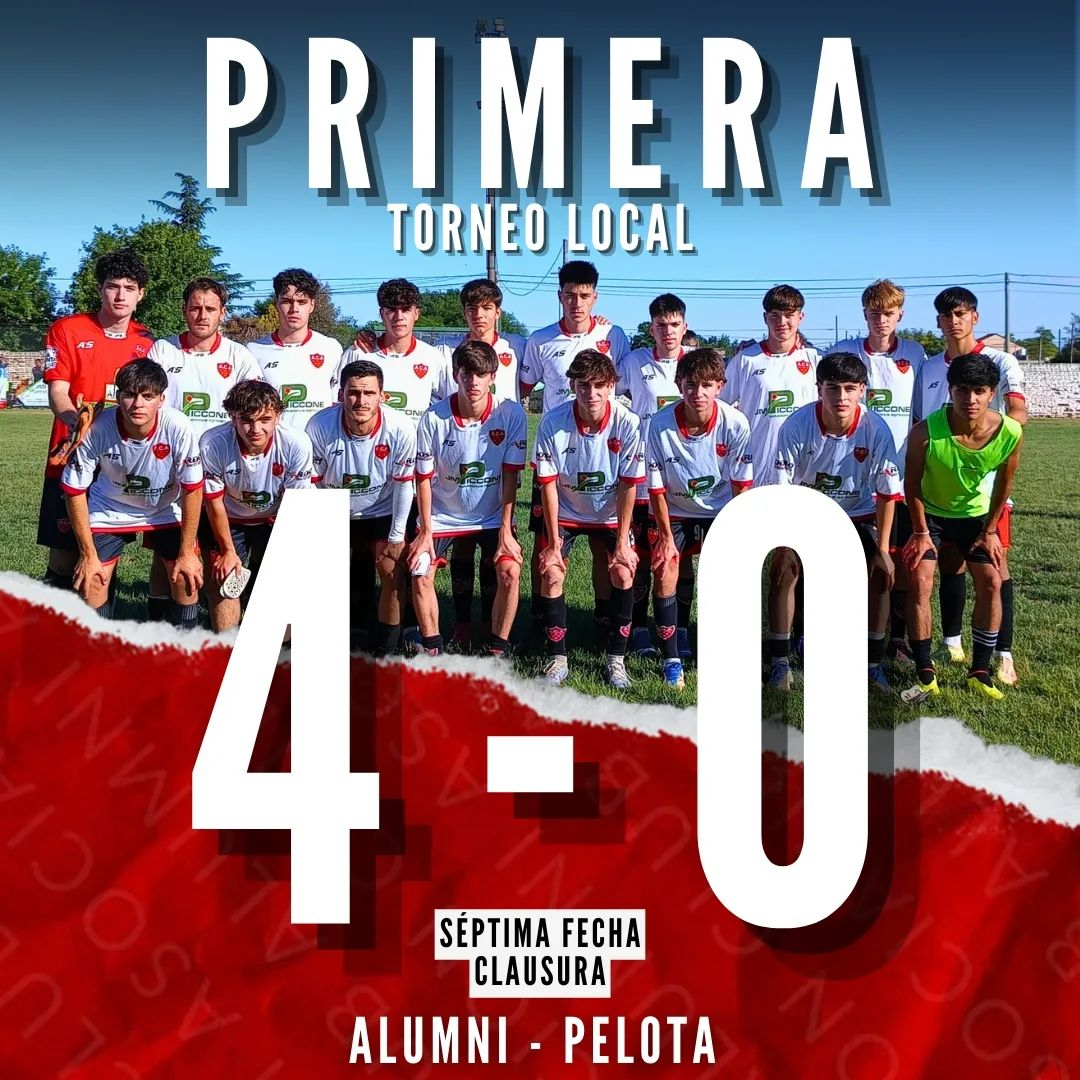 PRIMERA
TORNEO LOCAL
4 - 0
SÉPTIMA FECHA
CLAUSURA
ALUMNI - PELOTA